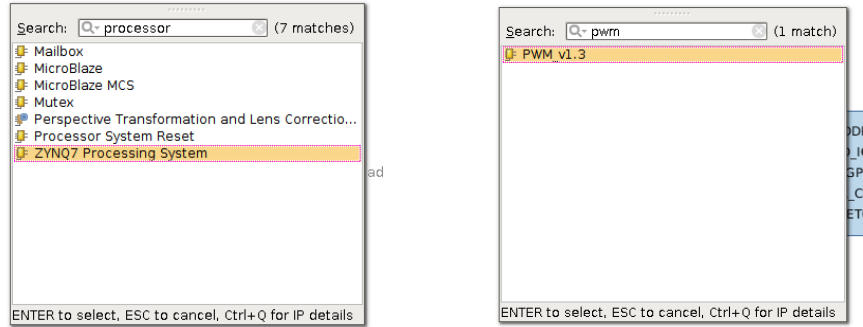 Search: processor (7 matches)
Mailbox
MicroBlaze
MicroBlaze MCS
Mutex
Perspective Transformation and Lens Correctio...
Processor System Reset
ZYNQ7 Processing System
ENTER to select, ESC to cancel, Ctrl+Q for IP details
ad
Search: pwm (1 match)
PWM_v1.3
ENTER to select, ESC to cancel, Ctrl+Q for IP details